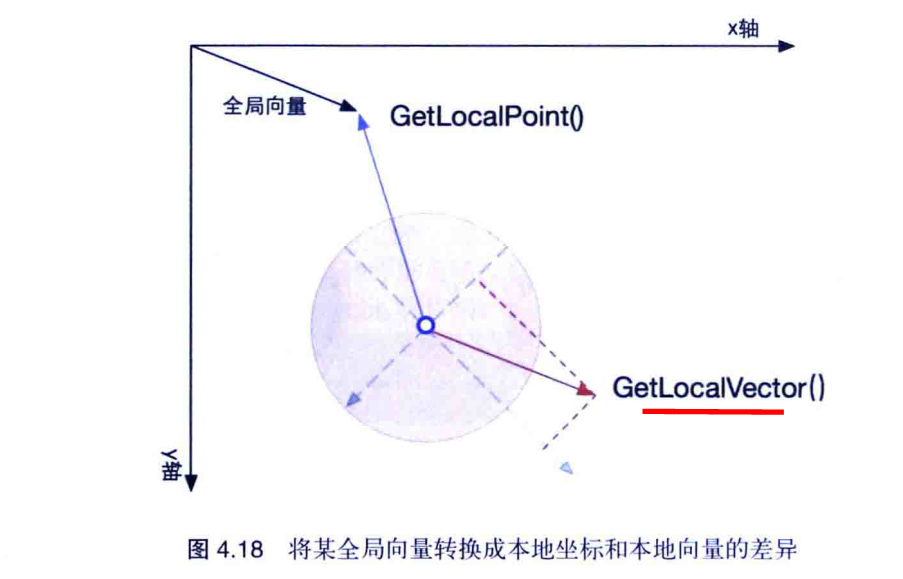 x轴
全局向量
GetLocalPoint()
GetLocalVector()
y轴
图 4.18 将某全局向量转换成本地坐标和本地向量的差异